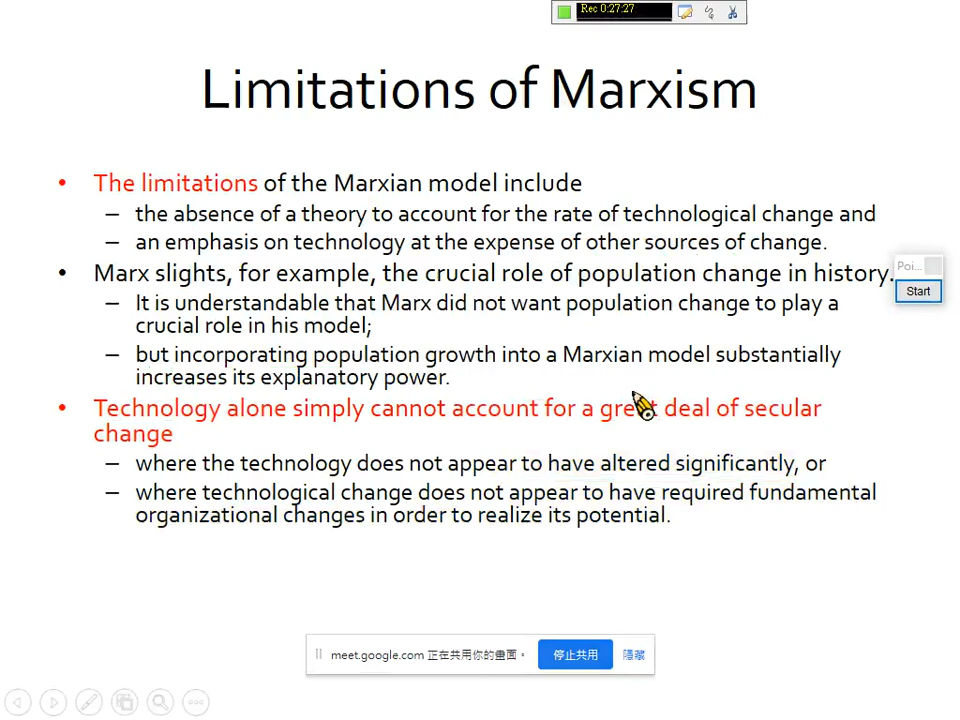 Rec 0:27:27
Limitations of Marxism
• The limitations of the Marxian model include
– the absence of a theory to account for the rate of technological change and
– an emphasis on technology at the expense of other sources of change.
• Marx slights, for example, the crucial role of population change in history.
Poi...
Start
– It is understandable that Marx did not want population change to play a
crucial role in his model;
– but incorporating population growth into a Marxian model substantially
increases its explanatory power.
• Technology alone simply cannot account for a great deal of secular
change
– where the technology does not appear to have altered significantly, or
– where technological change does not appear to have required fundamental
organizational changes in order to realize its potential.
meet.google.com 正在共用你的畫面。 停止共用 隱藏